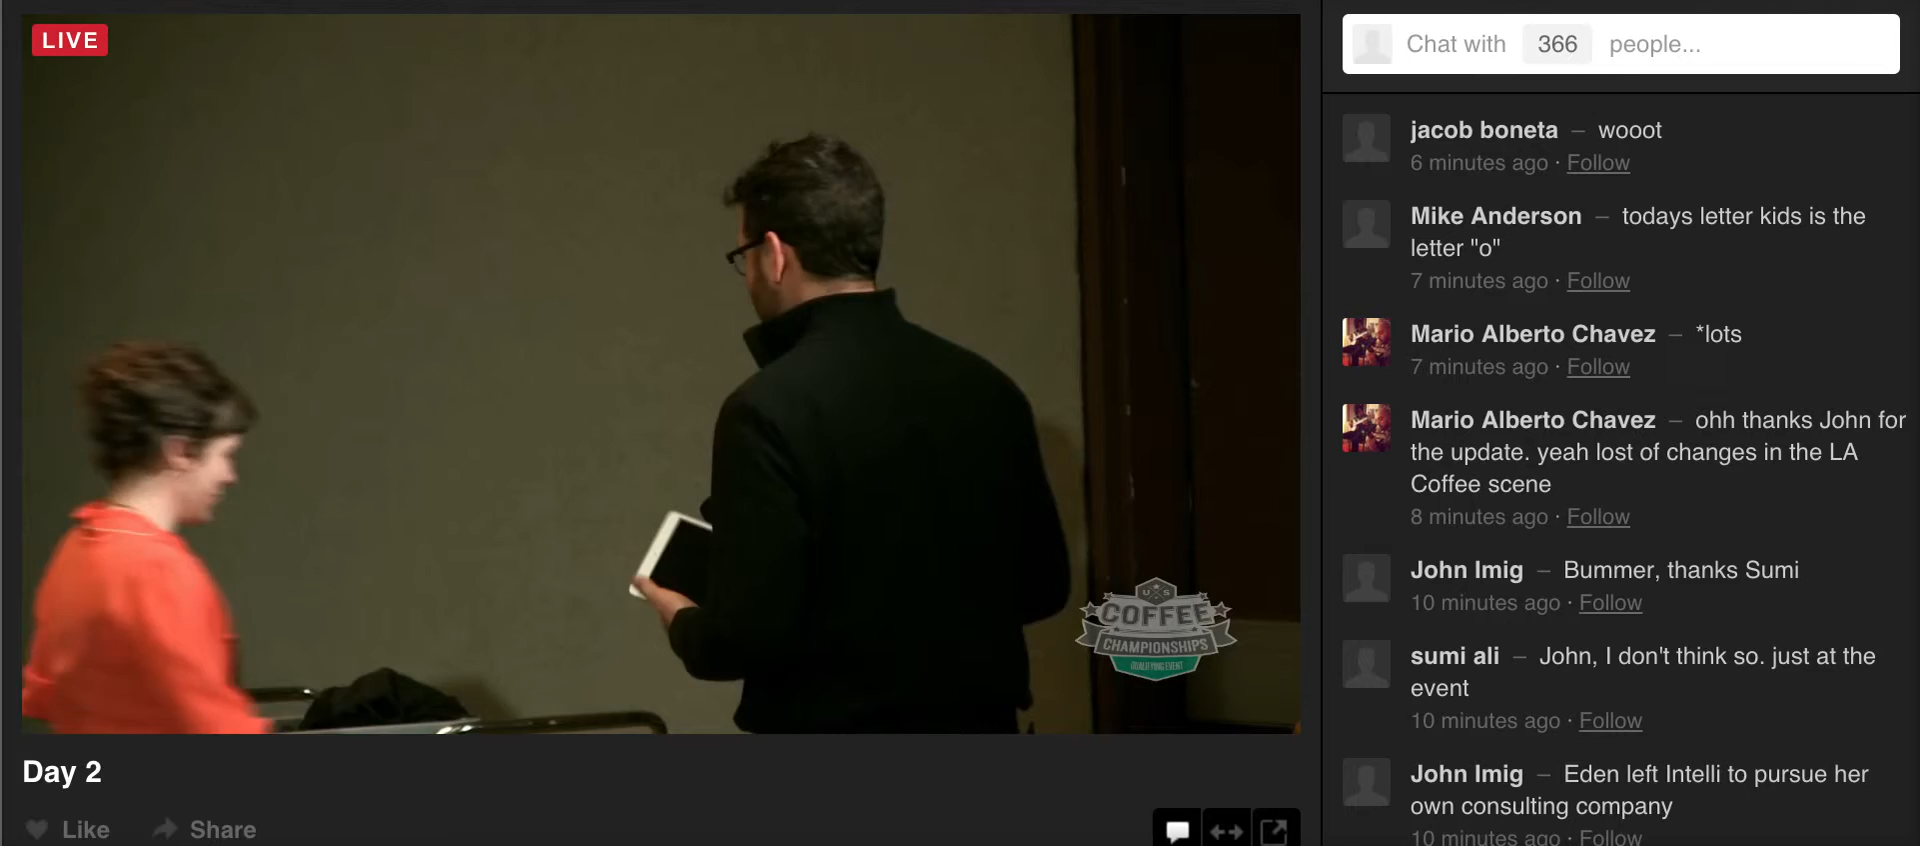 LIVE
U S
COFFEE
CHAMPIONSHIPS
QUALIFYING EVENT
Day 2
Like
Share
Chat with 366 people...
jacob boneta – wooot
6 minutes ago · Follow
Mike Anderson – todays letter kids is the
letter "o"
7 minutes ago · Follow
Mario Alberto Chavez – *lots
7 minutes ago · Follow
Mario Alberto Chavez – ohh thanks John for
the update. yeah lost of changes in the LA
Coffee scene
8 minutes ago · Follow
John Imig – Bummer, thanks Sumi
10 minutes ago · Follow
sumi ali – John, I don't think so. just at the
event
10 minutes ago · Follow
John Imig – Eden left Intelli to pursue her
own consulting company
10 minutes ago · Follow